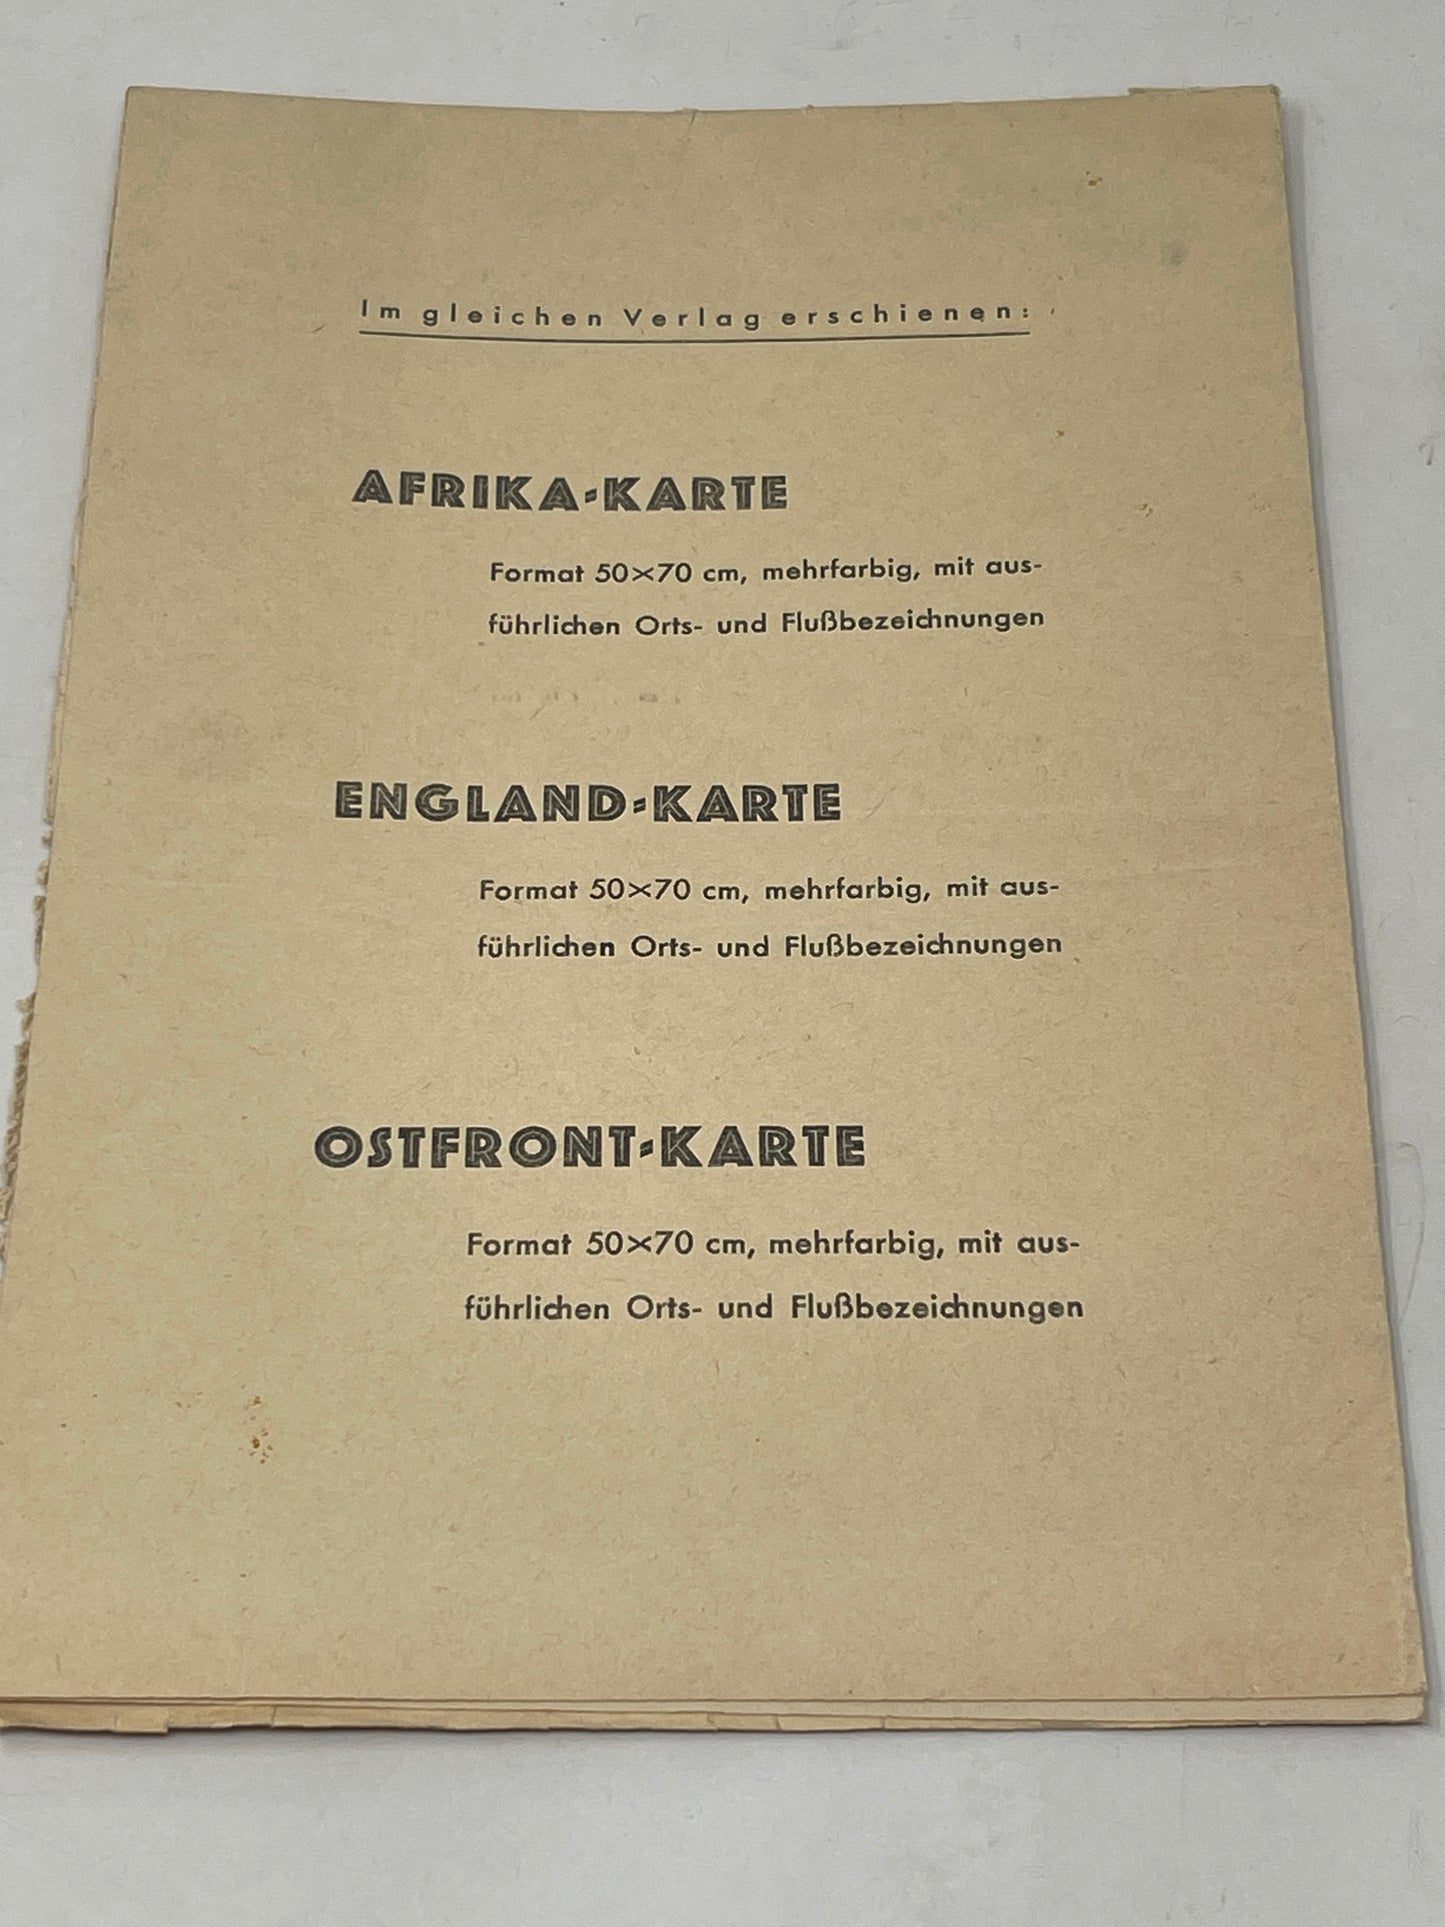 Im gleichen Verlag erschienen:
AFRIKA-KARTE
Format 50×70 cm, mehrfarbig, mit aus-
führlichen Orts- und Flußbezeichnungen
ENGLAND-KARTE
Format 50×70 cm, mehrfarbig, mit aus-
führlichen Orts- und Flußbezeichnungen
OSTFRONT-KARTE
Format 50×70 cm, mehrfarbig, mit aus-
führlichen Orts- und Flußbezeichnungen